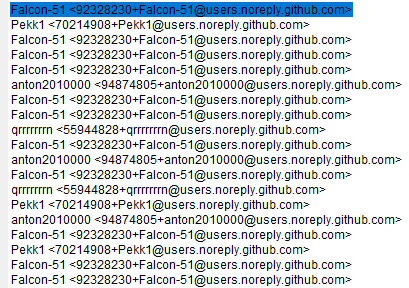 Falcon-51 <92328230+Falcon-51@users.noreply.github.com>
Pekk1 <70214908+Pekk1@users.noreply.github.com>
Falcon-51 <92328230+Falcon-51@users.noreply.github.com>
Falcon-51 <92328230+Falcon-51@users.noreply.github.com>
Falcon-51 <92328230+Falcon-51@users.noreply.github.com>
anton2010000 <94874805+anton2010000@users.noreply.github.com>
Falcon-51 <92328230+Falcon-51@users.noreply.github.com>
Falcon-51 <92328230+Falcon-51@users.noreply.github.com>
qrrrrrrrn <55944828+qrrrrrrrn@users.noreply.github.com>
Falcon-51 <92328230+Falcon-51@users.noreply.github.com>
anton2010000 <94874805+anton2010000@users.noreply.github.com>
Falcon-51 <92328230+Falcon-51@users.noreply.github.com>
qrrrrrrrn <55944828+qrrrrrrrn@users.noreply.github.com>
Pekk1 <70214908+Pekk1@users.noreply.github.com>
anton2010000 <94874805+anton2010000@users.noreply.github.com>
Falcon-51 <92328230+Falcon-51@users.noreply.github.com>
Pekk1 <70214908+Pekk1@users.noreply.github.com>
Falcon-51 <92328230+Falcon-51@users.noreply.github.com>
Falcon-51 <92328230+Falcon-51@users.noreply.github.com>